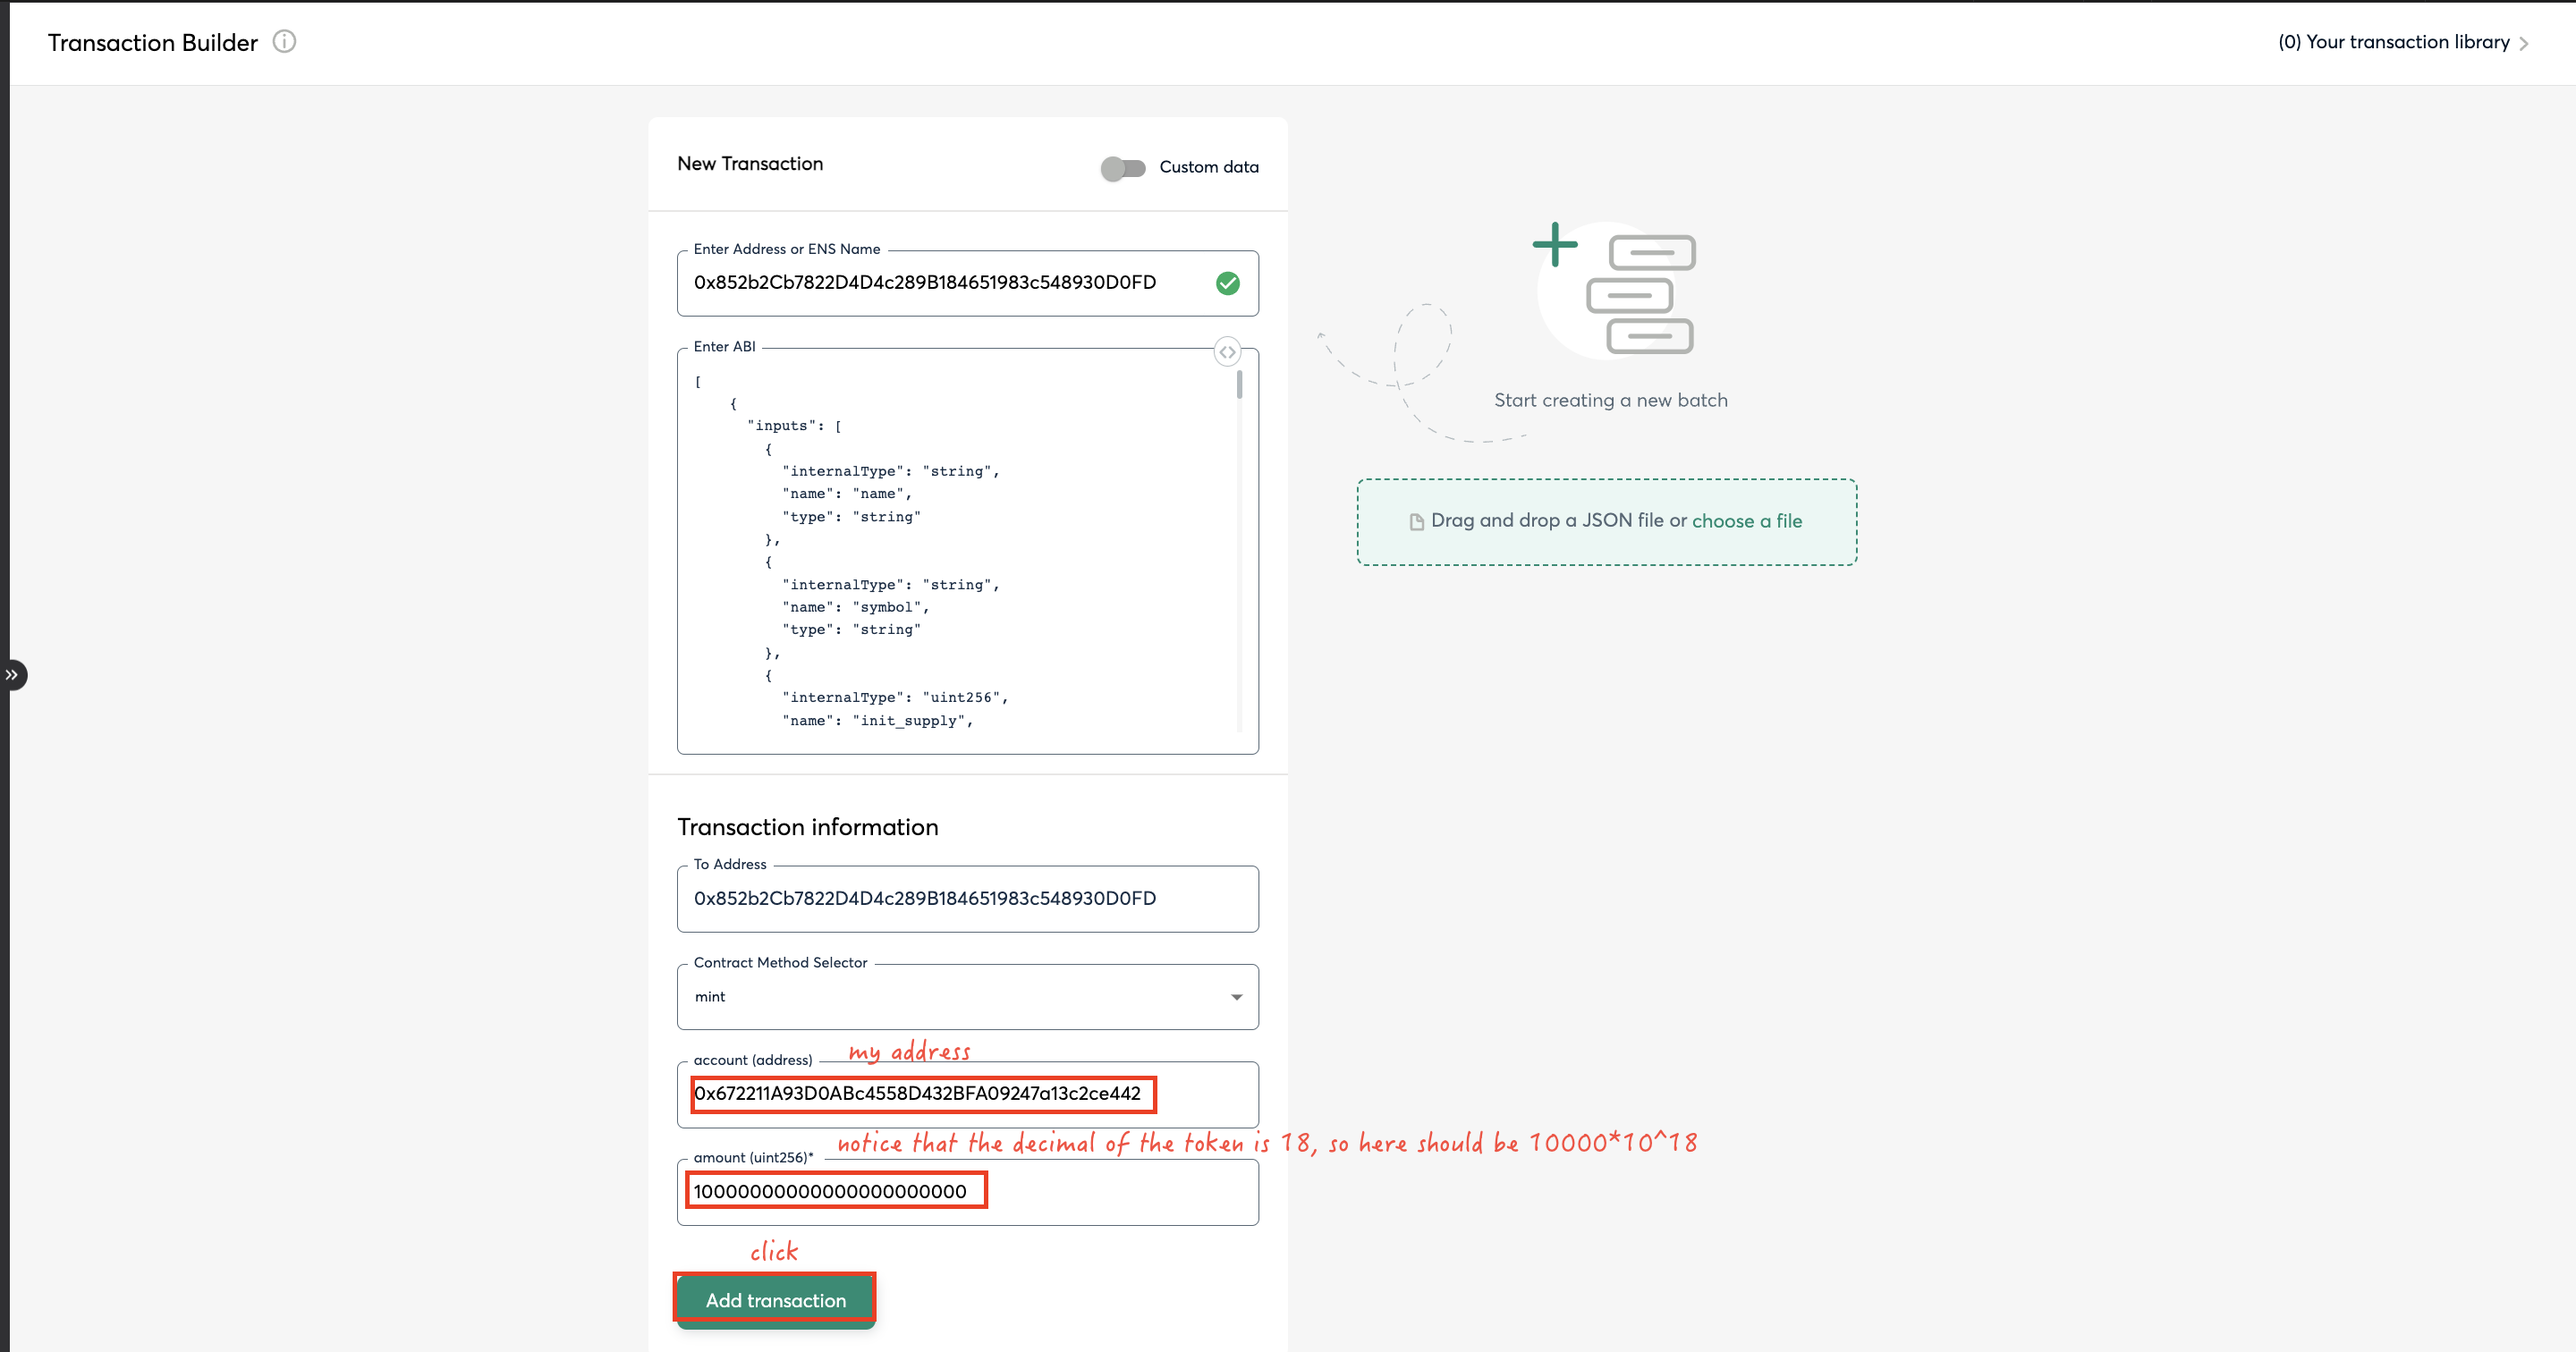 Transaction Builder
(0) Your transaction library
New Transaction
Custom data
Enter Address or ENS Name
0x852b2Cb7822D4D4c289B184651983c548930D0FD
Enter ABI
[
{
"inputs": [
{
"internalType": "string",
"name": "name",
"type": "string"
},
{
"internalType": "string",
"name": "symbol",
"type": "string"
},
{
"internalType": "uint256",
"name": "init_supply",
Start creating a new batch
Drag and drop a JSON file or choose a file
Transaction information
To Address
0x852b2Cb7822D4D4c289B184651983c548930D0FD
Contract Method Selector
mint
my address
account (address)
0x672211A93D0ABc4558D432BFA09247a13c2ce442
notice that the decimal of the token is 18, so here should be 10000*10^18
amount (uint256)*
10000000000000000000000
click
Add transaction